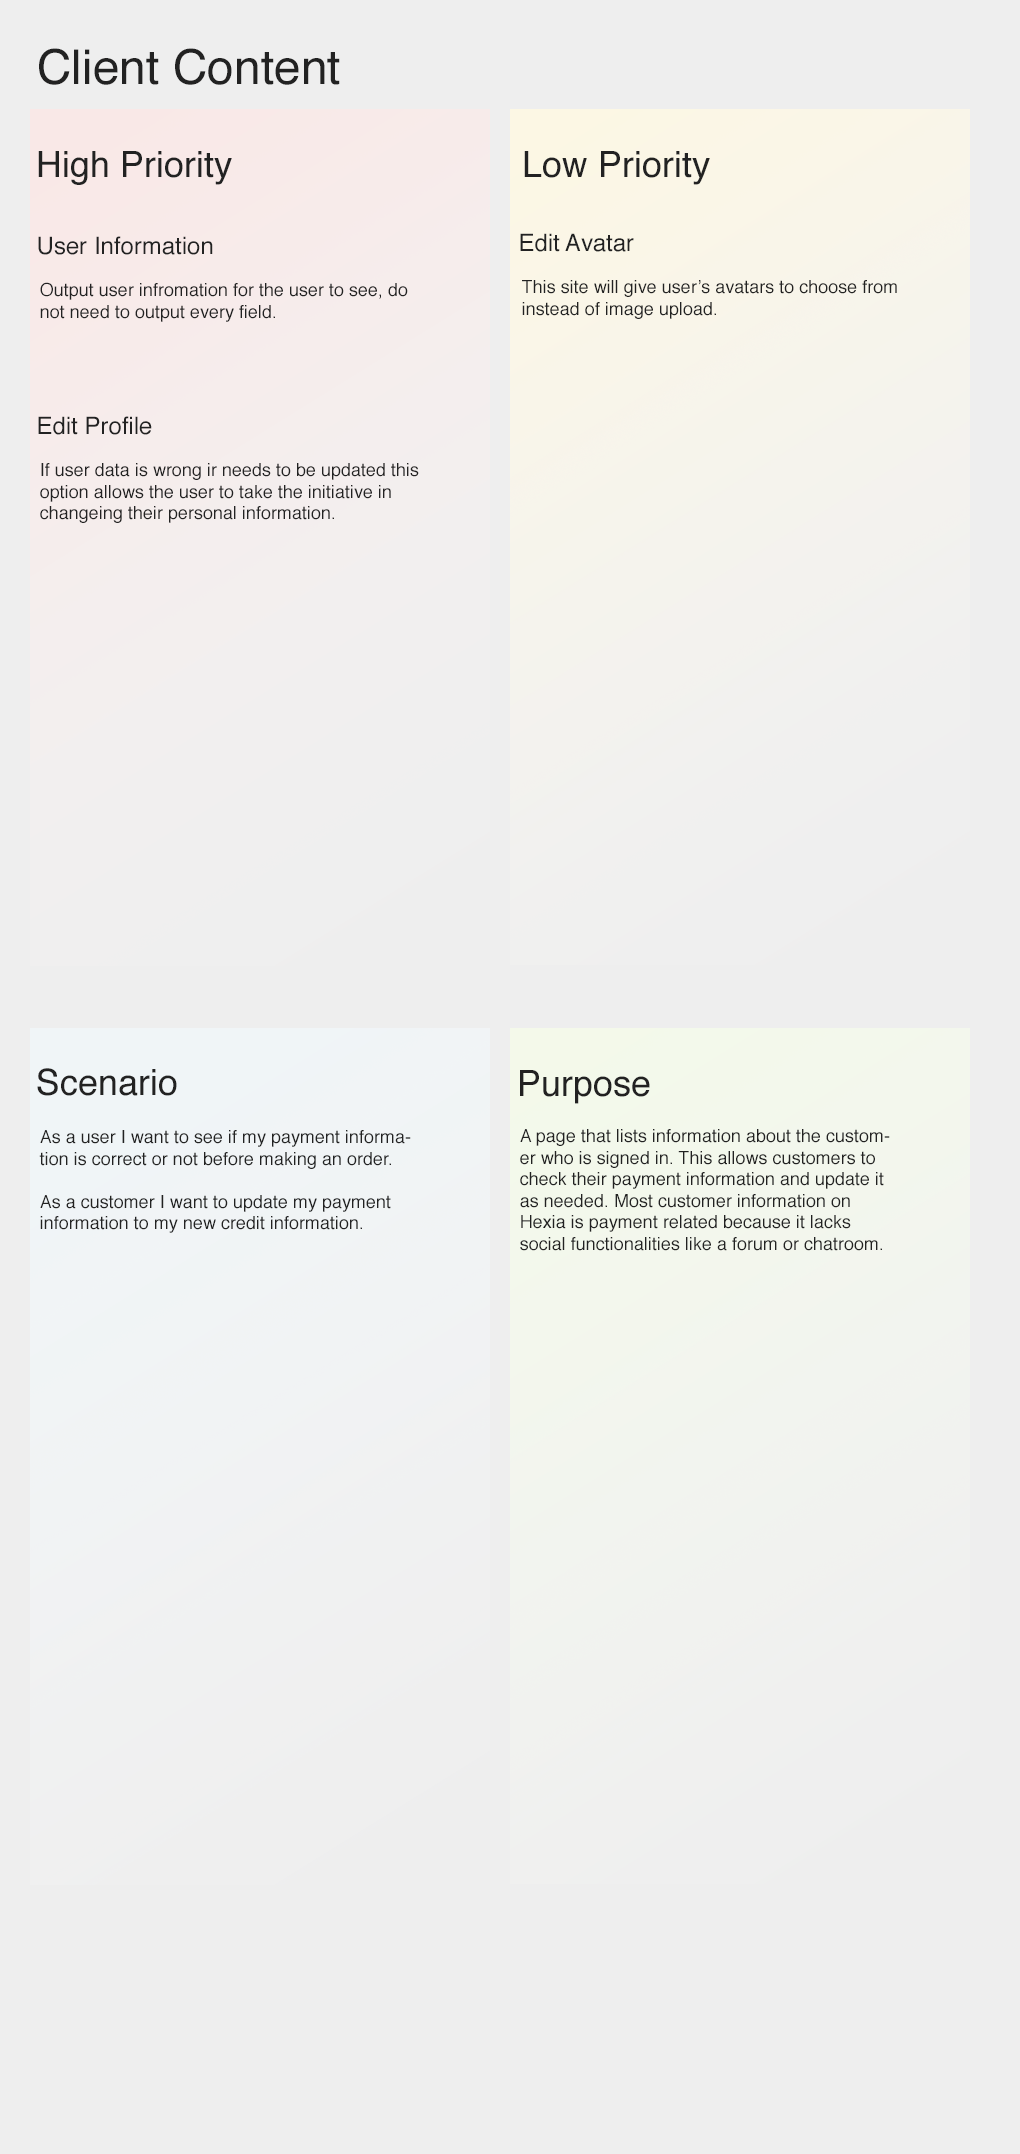 Client Content
High Priority
User Information
Output user infromation for the user to see, do
not need to output every field.
Edit Profile
If user data is wrong ir needs to be updated this
option allows the user to take the initiative in
changeing their personal information.
Low Priority
Edit Avatar
This site will give user’s avatars to choose from
instead of image upload.
Scenario
As a user I want to see if my payment informa-
tion is correct or not before making an order.
As a customer I want to update my payment
information to my new credit information.
Purpose
A page that lists information about the custom-
er who is signed in. This allows customers to
check their payment information and update it
as needed. Most customer information on
Hexia is payment related because it lacks
social functionalities like a forum or chatroom.